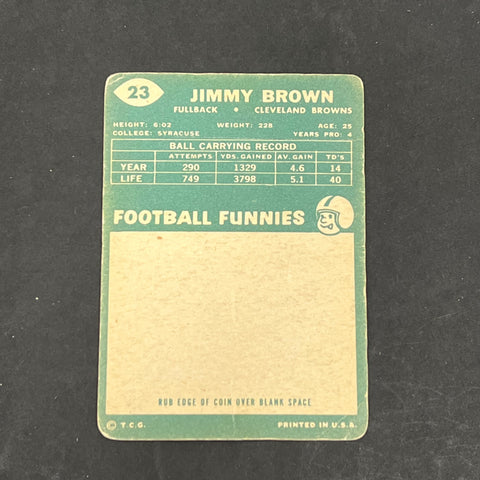 23 JIMMY BROWN
FULLBACK • CLEVELAND BROWNS
HEIGHT: 6:02 WEIGHT: 228 AGE: 25
COLLEGE: SYRACUSE YEARS PRO: 4
BALL CARRYING RECORD
ATTEMPTS YDS. GAINED AV. GAIN TD'S
YEAR 290 1329 4.6 14
LIFE 749 3798 5.1 40
FOOTBALL FUNNIES
RUB EDGE OF COIN OVER BLANK SPACE
© T.C.G. PRINTED IN U.S.A.